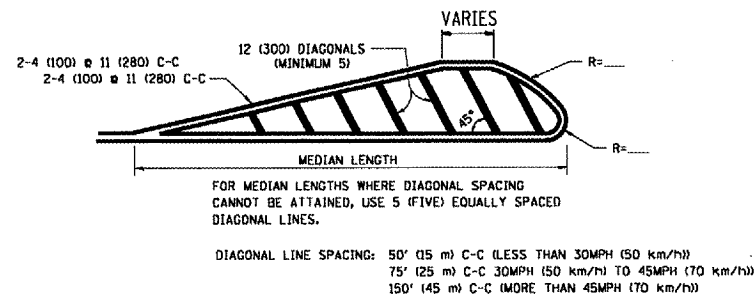 VARIES
2-4 (100) @ 11 (280) C-C
2-4 (100) @ 11 (280) C-C
12 (300) DIAGONALS
(MINIMUM 5)
R=___
45°
R=___
MEDIAN LENGTH
FOR MEDIAN LENGTHS WHERE DIAGONAL SPACING
CANNOT BE ATTAINED, USE 5 (FIVE) EQUALLY SPACED
DIAGONAL LINES.
DIAGONAL LINE SPACING: 50' (15 m) C-C (LESS THAN 30MPH (50 km/h))
75' (25 m) C-C 30MPH (50 km/h) TO 45MPH (70 km/h))
150' (45 m) C-C (MORE THAN 45MPH (70 km/h))